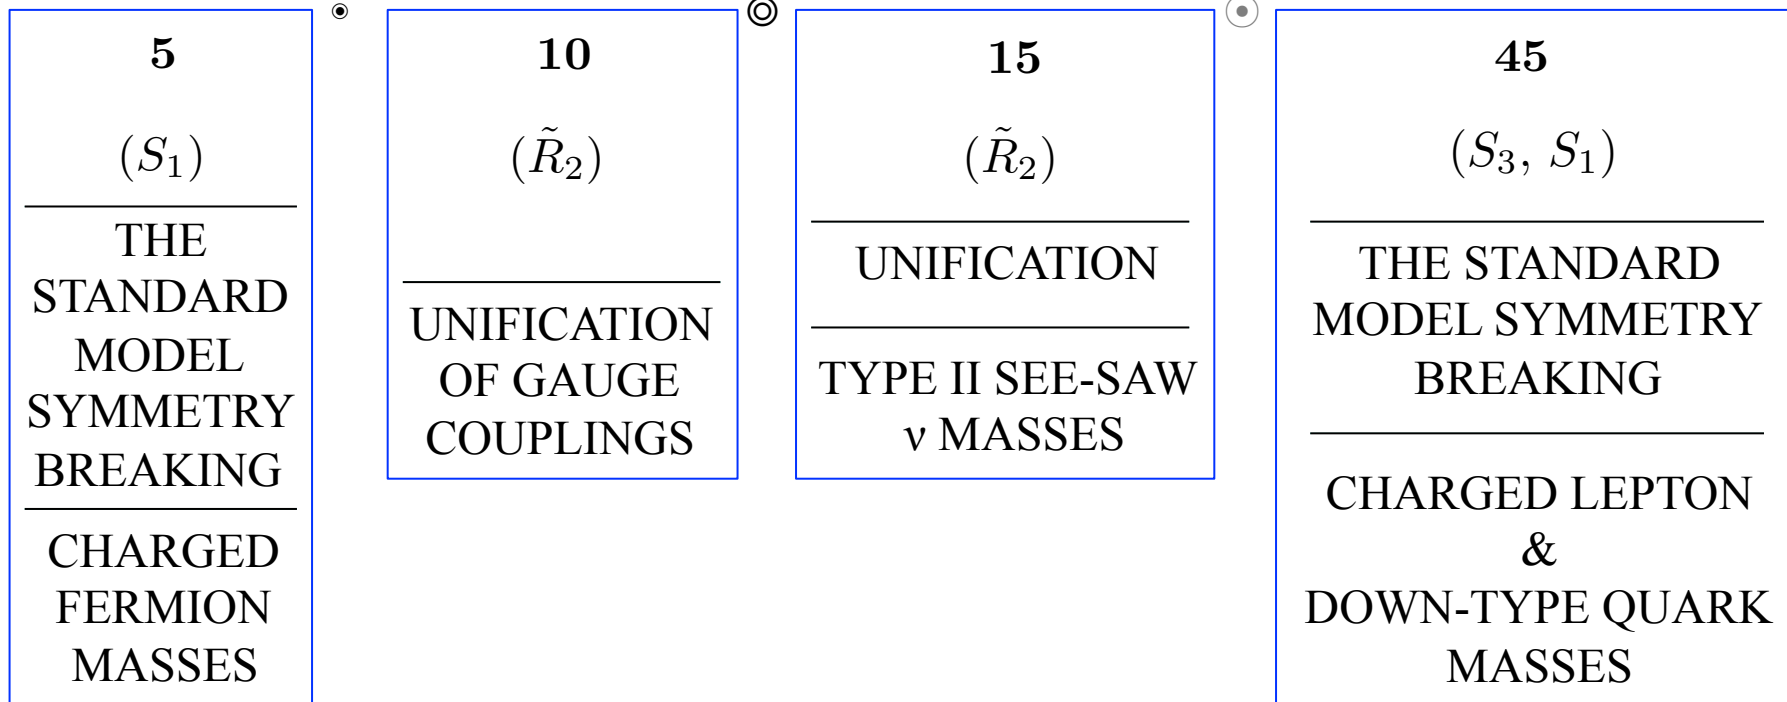 5
(S₁)
THE
STANDARD
MODEL
SYMMETRY
BREAKING
CHARGED
FERMION
MASSES
10
(R̃₂)
UNIFICATION
OF GAUGE
COUPLINGS
15
(R̃₂)
UNIFICATION
TYPE II SEE-SAW
ν MASSES
45
(S₃, S₁)
THE STANDARD
MODEL SYMMETRY
BREAKING
CHARGED LEPTON
&
DOWN-TYPE QUARK
MASSES